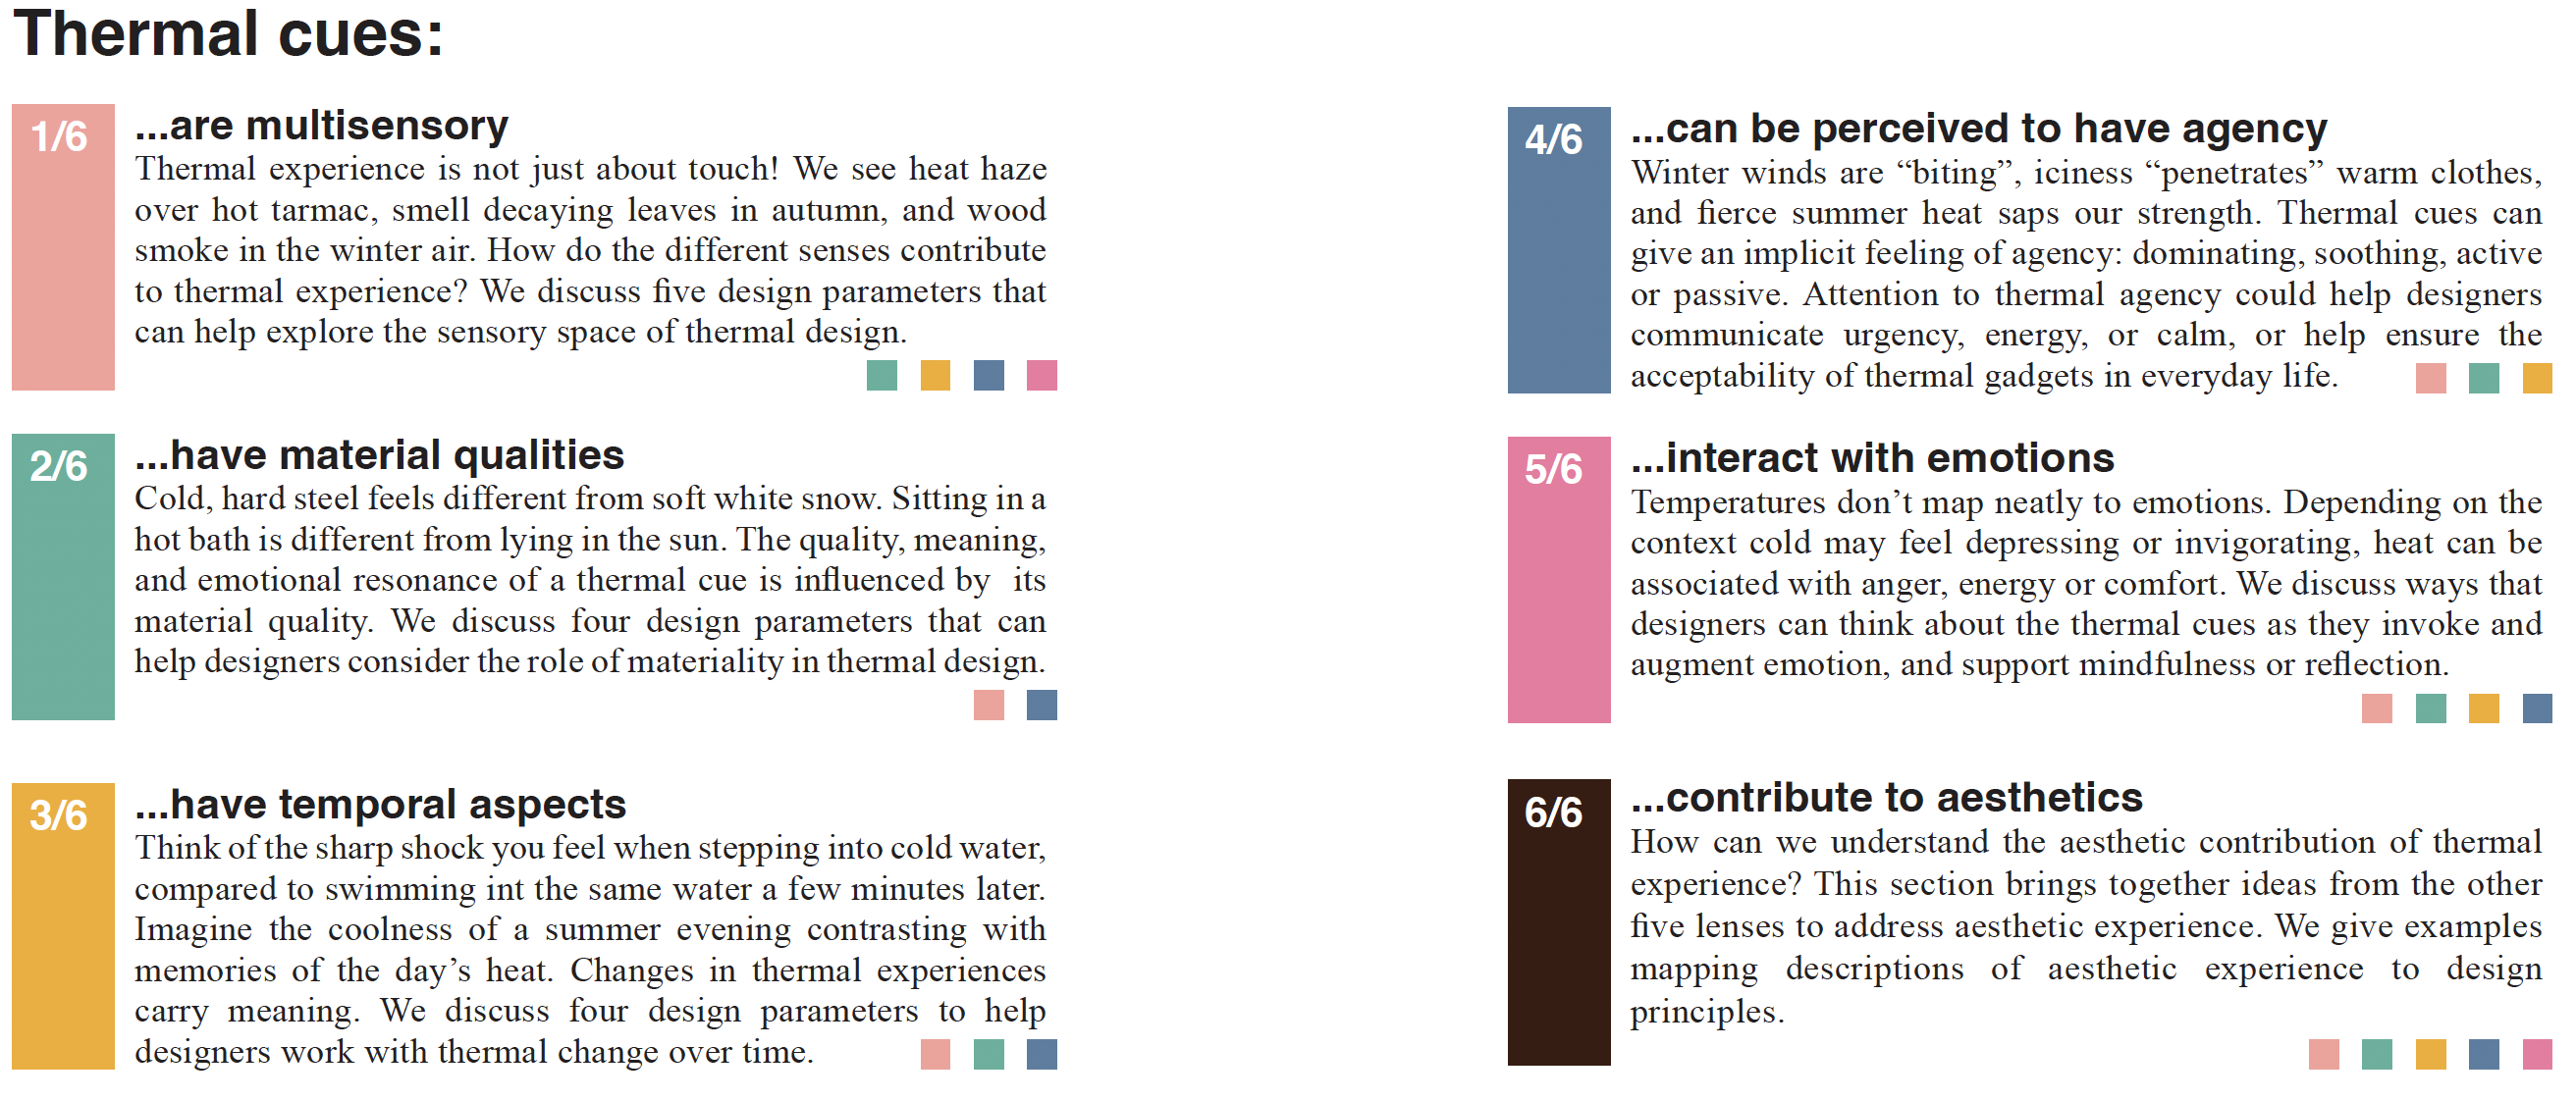 Thermal cues:
1/6
...are multisensory
Thermal experience is not just about touch! We see heat haze
over hot tarmac, smell decaying leaves in autumn, and wood
smoke in the winter air. How do the different senses contribute
to thermal experience? We discuss five design parameters that
can help explore the sensory space of thermal design.
2/6
...have material qualities
Cold, hard steel feels different from soft white snow. Sitting in a
hot bath is different from lying in the sun. The quality, meaning,
and emotional resonance of a thermal cue is influenced by its
material quality. We discuss four design parameters that can
help designers consider the role of materiality in thermal design.
3/6
...have temporal aspects
Think of the sharp shock you feel when stepping into cold water,
compared to swimming int the same water a few minutes later.
Imagine the coolness of a summer evening contrasting with
memories of the day’s heat. Changes in thermal experiences
carry meaning. We discuss four design parameters to help
designers work with thermal change over time.
4/6
...can be perceived to have agency
Winter winds are “biting”, iciness “penetrates” warm clothes,
and fierce summer heat saps our strength. Thermal cues can
give an implicit feeling of agency: dominating, soothing, active
or passive. Attention to thermal agency could help designers
communicate urgency, energy, or calm, or help ensure the
acceptability of thermal gadgets in everyday life.
5/6
...interact with emotions
Temperatures don’t map neatly to emotions. Depending on the
context cold may feel depressing or invigorating, heat can be
associated with anger, energy or comfort. We discuss ways that
designers can think about the thermal cues as they invoke and
augment emotion, and support mindfulness or reflection.
6/6
...contribute to aesthetics
How can we understand the aesthetic contribution of thermal
experience? This section brings together ideas from the other
five lenses to address aesthetic experience. We give examples
mapping descriptions of aesthetic experience to design
principles.